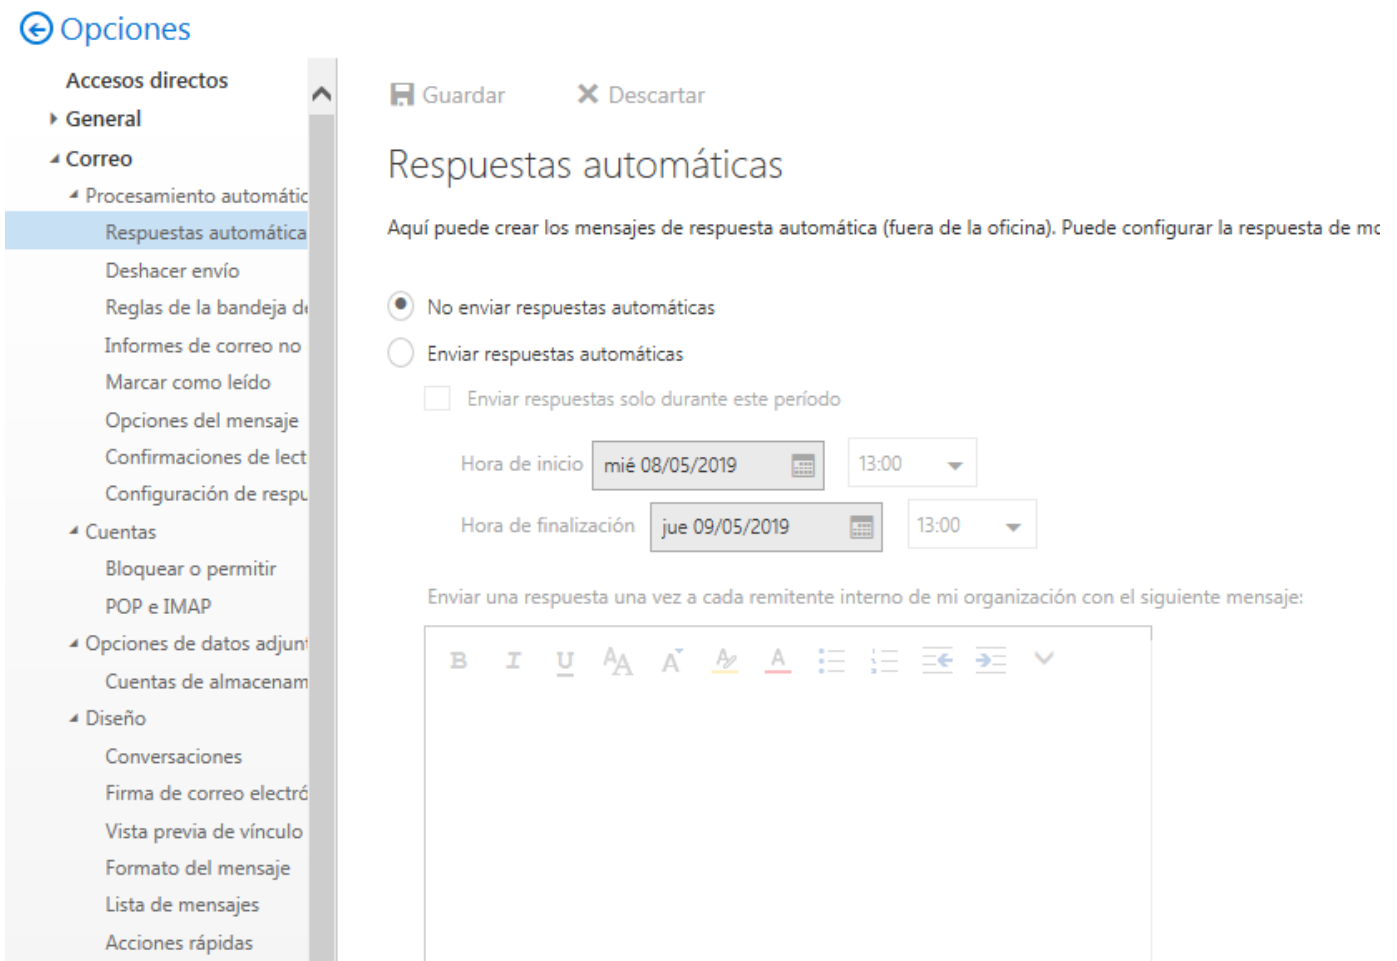 Opciones
Accesos directos
General
Correo
Procesamiento automátic
Respuestas automática
Deshacer envío
Reglas de la bandeja de
Informes de correo no
Marcar como leído
Opciones del mensaje
Confirmaciones de lect
Configuración de respu
Cuentas
Bloquear o permitir
POP e IMAP
Opciones de datos adjunt
Cuentas de almacenam
Diseño
Conversaciones
Firma de correo electró
Vista previa de vínculo
Formato del mensaje
Lista de mensajes
Acciones rápidas
Guardar Descartar
Respuestas automáticas
Aquí puede crear los mensajes de respuesta automática (fuera de la oficina). Puede configurar la respuesta de mo
No enviar respuestas automáticas
Enviar respuestas automáticas
Enviar respuestas solo durante este período
Hora de inicio mié 08/05/2019 13:00
Hora de finalización jue 09/05/2019 13:00
Enviar una respuesta una vez a cada remitente interno de mi organización con el siguiente mensaje:
B I U AA A A A